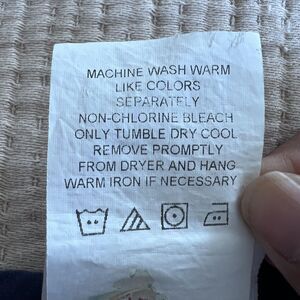 MACHINE WASH WARM
LIKE COLORS
SEPARATELY
NON-CHLORINE BLEACH
ONLY TUMBLE DRY COOL
REMOVE PROMPTLY
FROM DRYER AND HANG
WARM IRON IF NECESSARY